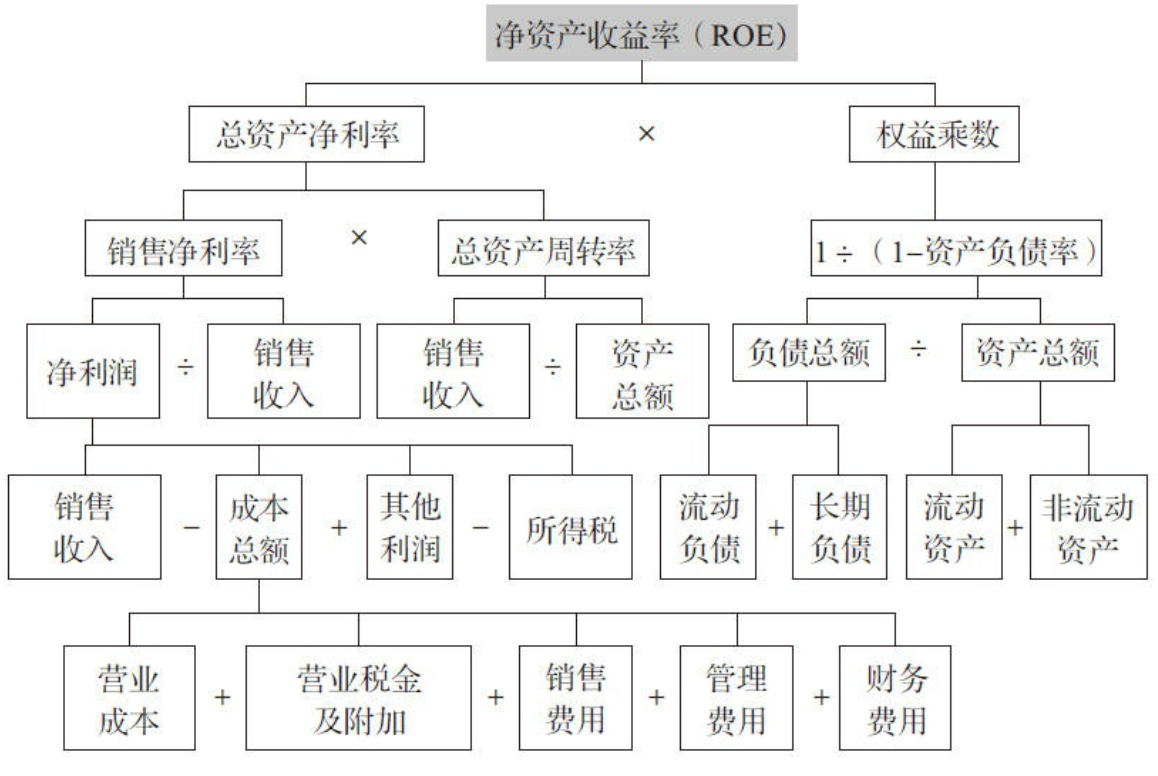 净资产收益率（ROE）
总资产净利率 × 权益乘数
销售净利率 × 总资产周转率 1÷（1-资产负债率）
净利润 ÷ 销售
收入 销售
收入 ÷ 资产
总额 负债总额 ÷ 资产总额
销售
收入 - 成本
总额 + 其他
利润 - 所得税 流动
负债 + 长期
负债 流动
资产 + 非流动
资产
营业
成本 + 营业税金
及附加 + 销售
费用 + 管理
费用 + 财务
费用